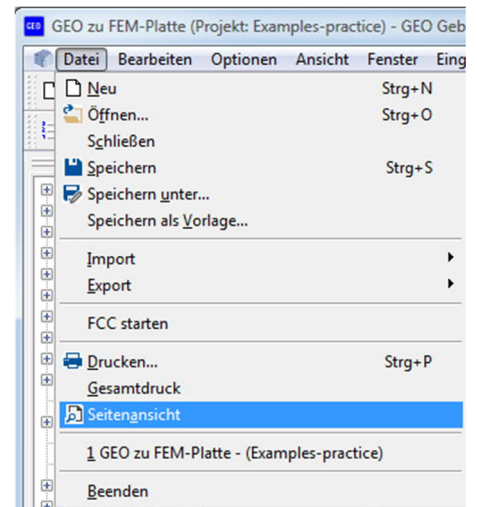 GEO GEO zu FEM-Platte (Projekt: Examples-practice) - GEO Geb
Datei Bearbeiten Optionen Ansicht Fenster Eing
Neu Strg+N
Öffnen... Strg+O
Schließen
Speichern Strg+S
Speichern unter...
Speichern als Vorlage...
Import
Export
FCC starten
Drucken... Strg+P
Gesamtdruck
Seitenansicht
1 GEO zu FEM-Platte - (Examples-practice)
Beenden